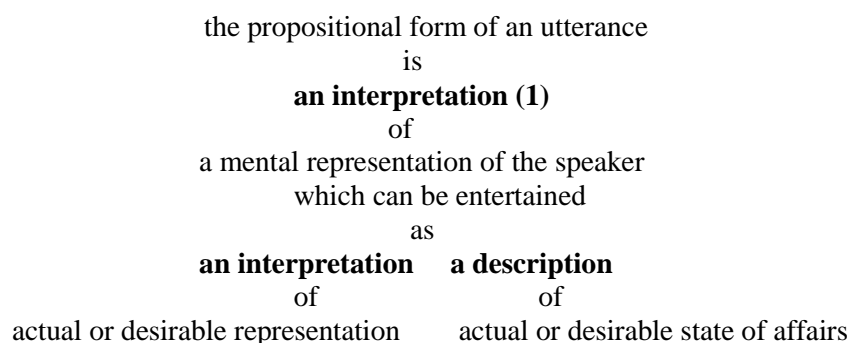 the propositional form of an utterance
is
an interpretation (1)
of
a mental representation of the speaker
which can be entertained
as
an interpretation a description
of of
actual or desirable representation actual or desirable state of affairs